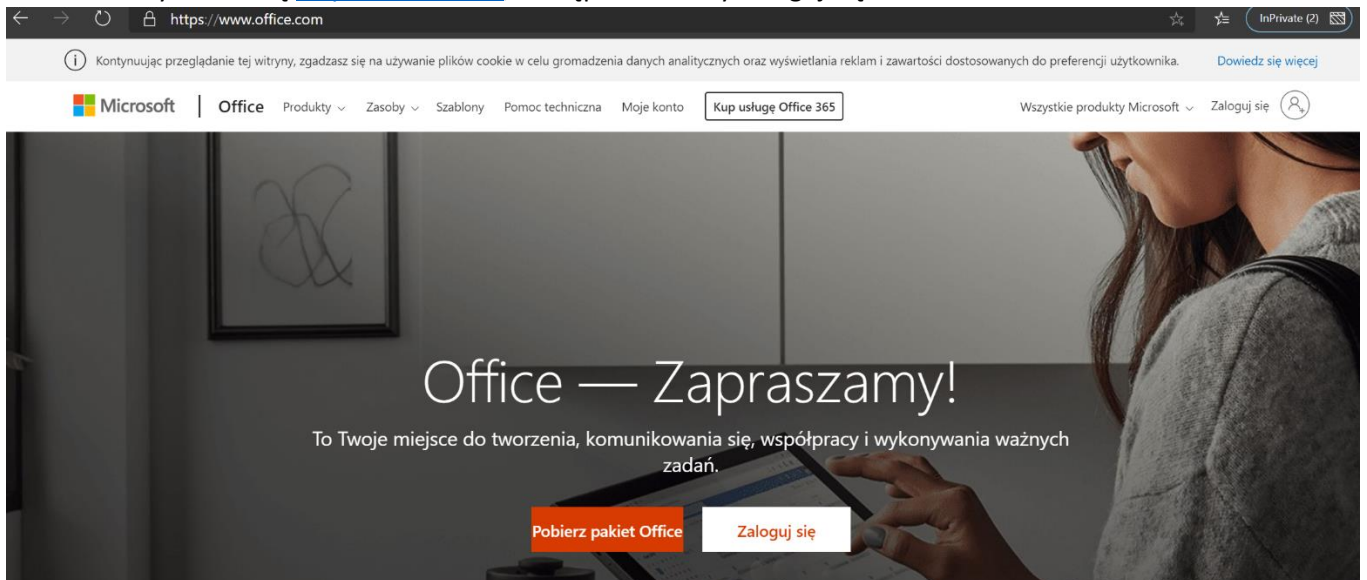 https://www.office.com
InPrivate (2)
Kontynuując przeglądanie tej witryny, zgadzasz się na używanie plików cookie w celu gromadzenia danych analitycznych oraz wyświetlania reklam i zawartości dostosowanych do preferencji użytkownika. Dowiedz się więcej
Microsoft | Office Produkty Zasoby Szablony Pomoc techniczna Moje konto Kup usługę Office 365 Wszystkie produkty Microsoft Zaloguj się
Office — Zapraszamy!
To Twoje miejsce do tworzenia, komunikowania się, współpracy i wykonywania ważnych
zadań.
Pobierz pakiet Office Zaloguj się